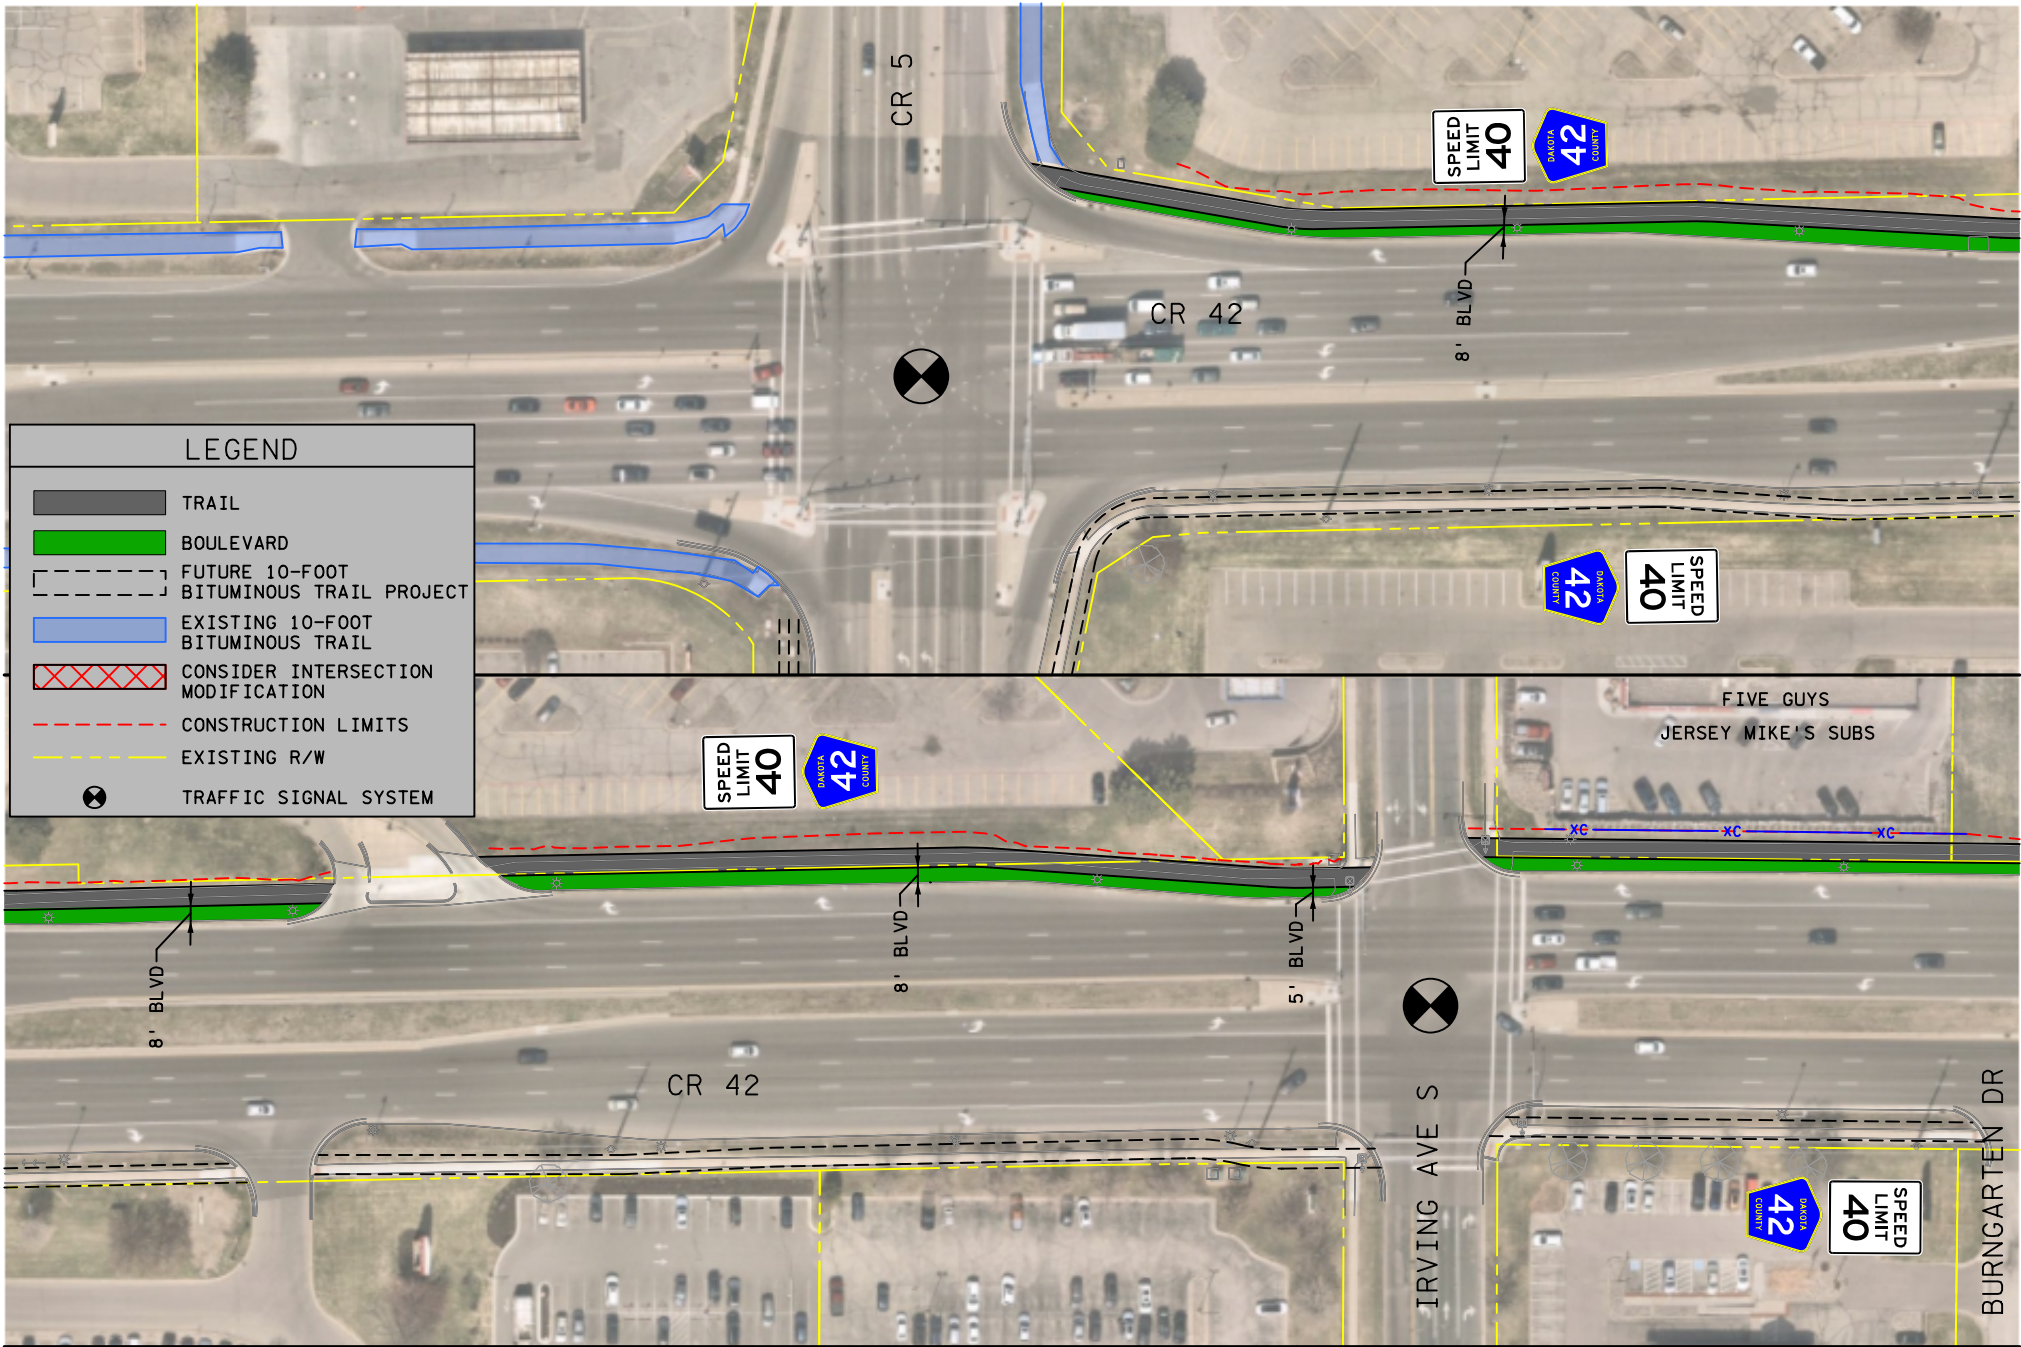 CR 5
SPEED
LIMIT
40
DAKOTA
42
COUNTY
CR 42
8' BLVD
LEGEND
TRAIL
BOULEVARD
FUTURE 10-FOOT
BITUMINOUS TRAIL PROJECT
EXISTING 10-FOOT
BITUMINOUS TRAIL
CONSIDER INTERSECTION
MODIFICATION
CONSTRUCTION LIMITS
EXISTING R/W
TRAFFIC SIGNAL SYSTEM
DAKOTA
42
COUNTY
SPEED
LIMIT
40
FIVE GUYS
JERSEY MIKE'S SUBS
SPEED
LIMIT
40
DAKOTA
42
COUNTY
XC
XC
XC
8' BLVD
8' BLVD
5' BLVD
CR 42
IRVING AVE S
DAKOTA
42
COUNTY
SPEED
LIMIT
40
BURNGARTEN DR